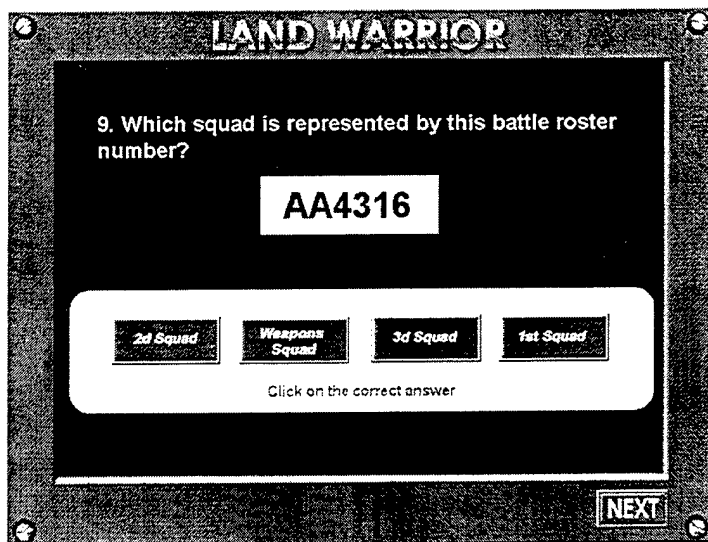 LAND WARRIOR
9. Which squad is represented by this battle roster
number?
AA4316
2d Squad
Weapons
Squad
3d Squad
1st Squad
Click on the correct answer
NEXT